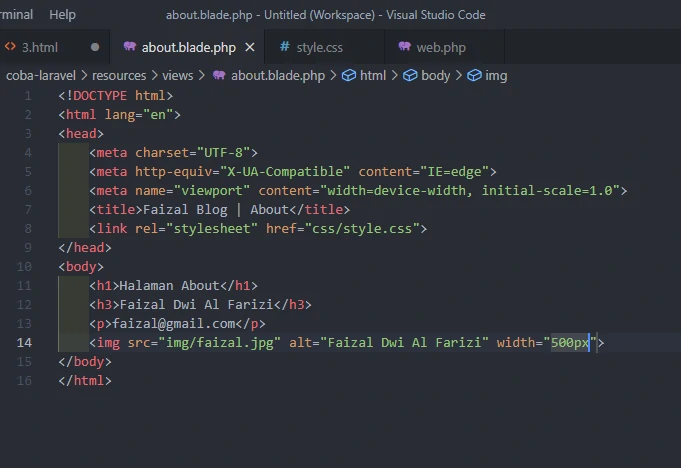 rminal Help about.blade.php - Untitled (Workspace) - Visual Studio Code
<> 3.html ● about.blade.php × # style.css web.php
coba-laravel > resources > views > about.blade.php > html > body > img
1 <!DOCTYPE html>
2 <html lang="en">
3 <head>
4 <meta charset="UTF-8">
5 <meta http-equiv="X-UA-Compatible" content="IE=edge">
6 <meta name="viewport" content="width=device-width, initial-scale=1.0">
7 <title>Faizal Blog | About</title>
8 <link rel="stylesheet" href="css/style.css">
9 </head>
10 <body>
11 <h1>Halaman About</h1>
12 <h3>Faizal Dwi Al Farizi</h3>
13 <p>faizal@gmail.com</p>
14 <img src="img/faizal.jpg" alt="Faizal Dwi Al Farizi" width="500px">
15 </body>
16 </html>